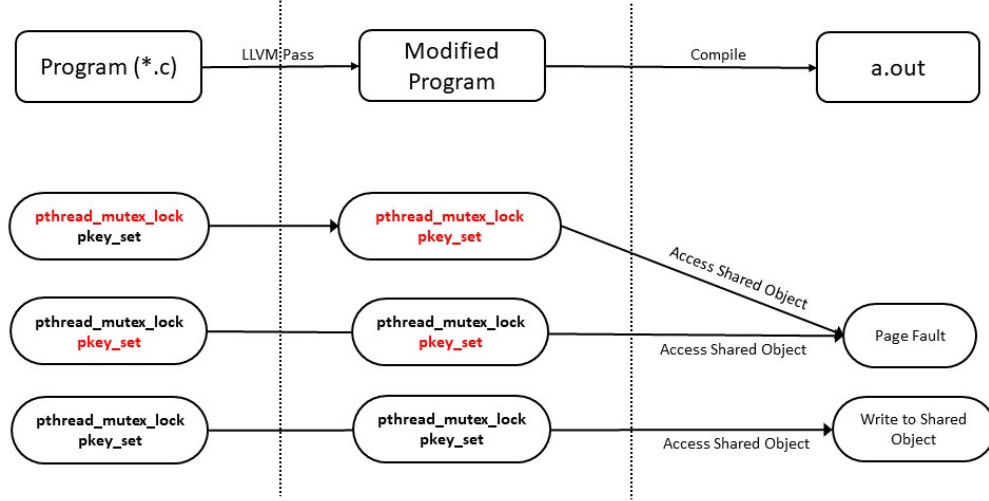 Program (*.c)
LLVM Pass
Modified
Program
Compile
a.out
pthread_mutex_lock
pkey_set
pthread_mutex_lock
pkey_set
Access Shared Object
pthread_mutex_lock
pkey_set
pthread_mutex_lock
pkey_set
Access Shared Object
Page Fault
pthread_mutex_lock
pkey_set
pthread_mutex_lock
pkey_set
Access Shared Object
Write to Shared
Object